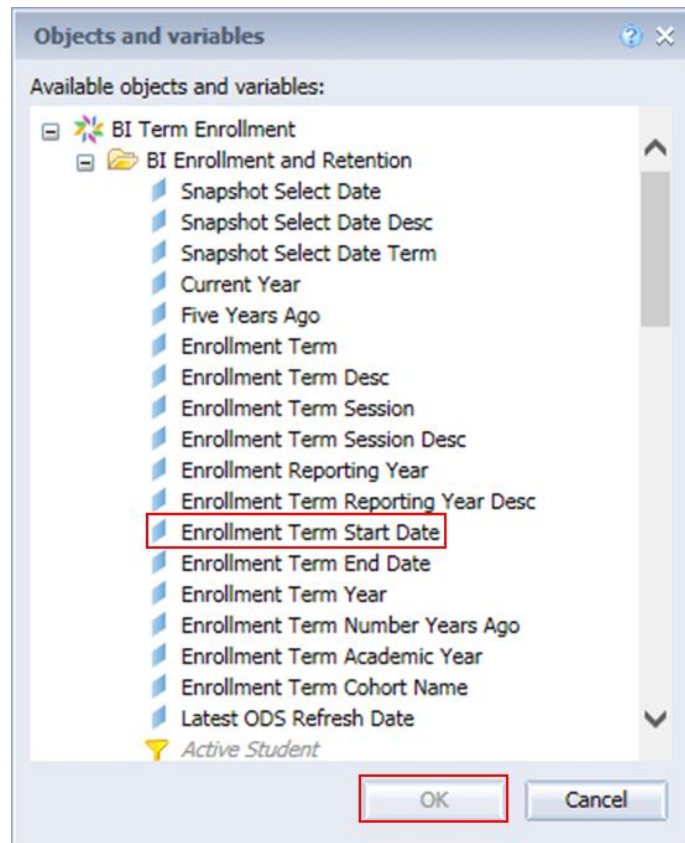 Objects and variables
Available objects and variables:
BI Term Enrollment
BI Enrollment and Retention
Snapshot Select Date
Snapshot Select Date Desc
Snapshot Select Date Term
Current Year
Five Years Ago
Enrollment Term
Enrollment Term Desc
Enrollment Term Session
Enrollment Term Session Desc
Enrollment Reporting Year
Enrollment Term Reporting Year Desc
Enrollment Term Start Date
Enrollment Term End Date
Enrollment Term Year
Enrollment Term Number Years Ago
Enrollment Term Academic Year
Enrollment Term Cohort Name
Latest ODS Refresh Date
Active Student
OK Cancel